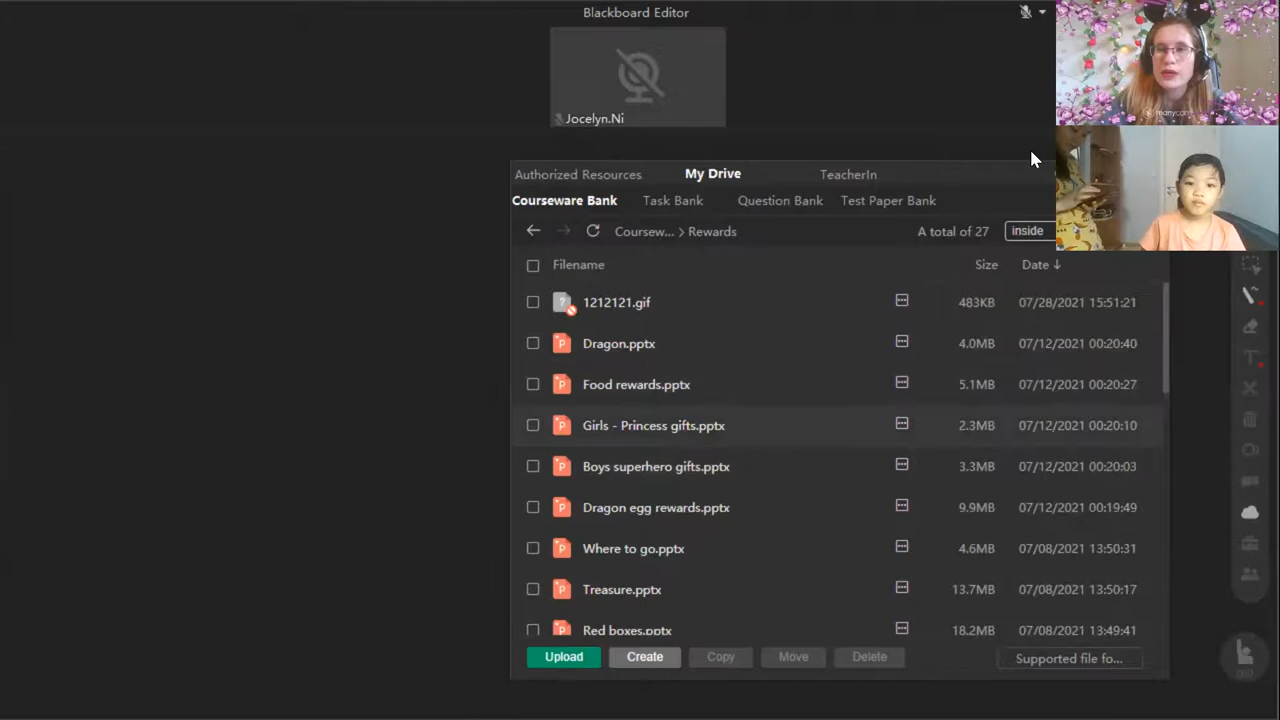 Blackboard Editor
Jocelyn.Ni
manycam
Authorized Resources My Drive TeacherIn
Courseware Bank Task Bank Question Bank Test Paper Bank
Coursew... > Rewards A total of 27 inside
Filename Size Date ↓
1212121.gif 483KB 07/28/2021 15:51:21
Dragon.pptx 4.0MB 07/12/2021 00:20:40
Food rewards.pptx 5.1MB 07/12/2021 00:20:27
Girls - Princess gifts.pptx 2.3MB 07/12/2021 00:20:10
Boys superhero gifts.pptx 3.3MB 07/12/2021 00:20:03
Dragon egg rewards.pptx 9.9MB 07/12/2021 00:19:49
Where to go.pptx 4.6MB 07/08/2021 13:50:31
Treasure.pptx 13.7MB 07/08/2021 13:50:17
Red boxes.pptx 18.2MB 07/08/2021 13:49:41
Upload Create Copy Move Delete Supported file fo...